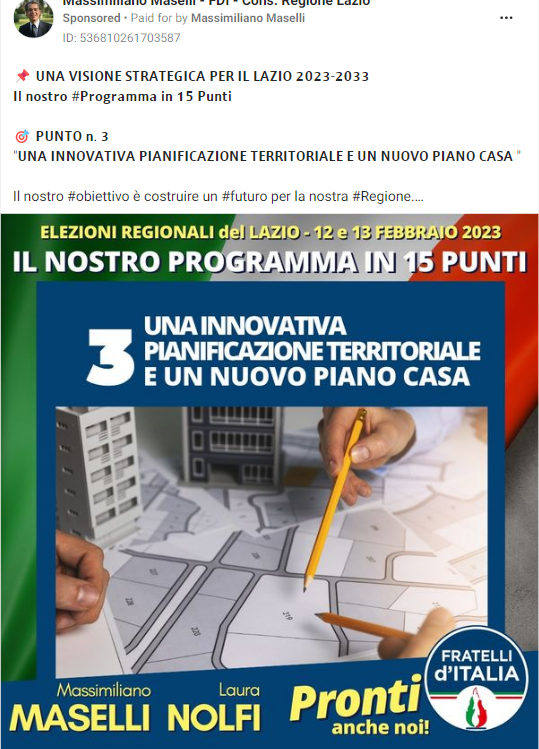 Massimiliano Maselli - FDI - Cons. Regione Lazio
Sponsored • Paid for by Massimiliano Maselli
ID: 536810261703587
📌 UNA VISIONE STRATEGICA PER IL LAZIO 2023-2033
Il nostro #Programma in 15 Punti
🎯 PUNTO n. 3
"UNA INNOVATIVA PIANIFICAZIONE TERRITORIALE E UN NUOVO PIANO CASA "
Il nostro #obiettivo è costruire un #futuro per la nostra #Regione....
ELEZIONI REGIONALI del LAZIO - 12 e 13 FEBBRAIO 2023
IL NOSTRO PROGRAMMA IN 15 PUNTI
3 UNA INNOVATIVA
PIANIFICAZIONE TERRITORIALE
E UN NUOVO PIANO CASA
219
220
FRATELLI
d'ITALIA
Massimiliano
MASELLI
Laura
NOLFI
Pronti
anche noi!